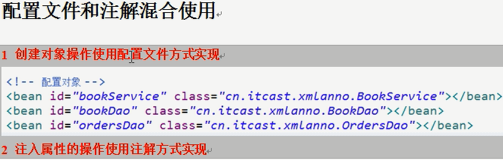 配置文件和注解混合使用
1 创建对象操作使用配置文件方式实现
<!-- 配置对象 -->
<bean id="bookService" class="cn.itcast.xmlanno.BookService"></bean>
<bean id="bookDao" class="cn.itcast.xmlanno.BookDao"></bean>
<bean id="ordersDao" class="cn.itcast.xmlanno.OrdersDao"></bean>
2 注入属性的操作使用注解方式实现